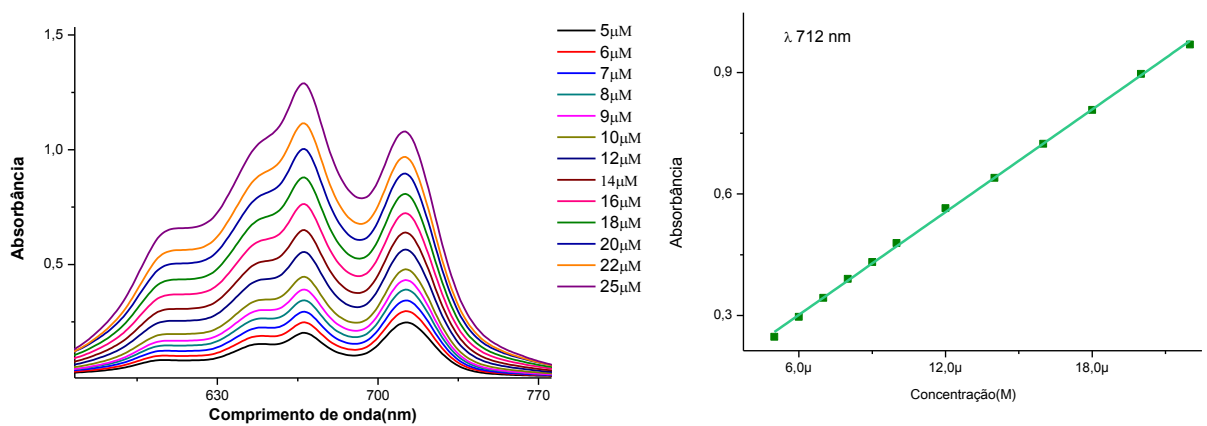 1,5
1,0
0,5
Absorbância
630
700
770
Comprimento de onda(nm)
5μM
6μM
7μM
8μM
9μM
10μM
12μM
14μM
16μM
18μM
20μM
22μM
25μM
λ 712 nm
0,9
0,6
0,3
Absorbância
6,0μ
12,0μ
18,0μ
Concentração(M)